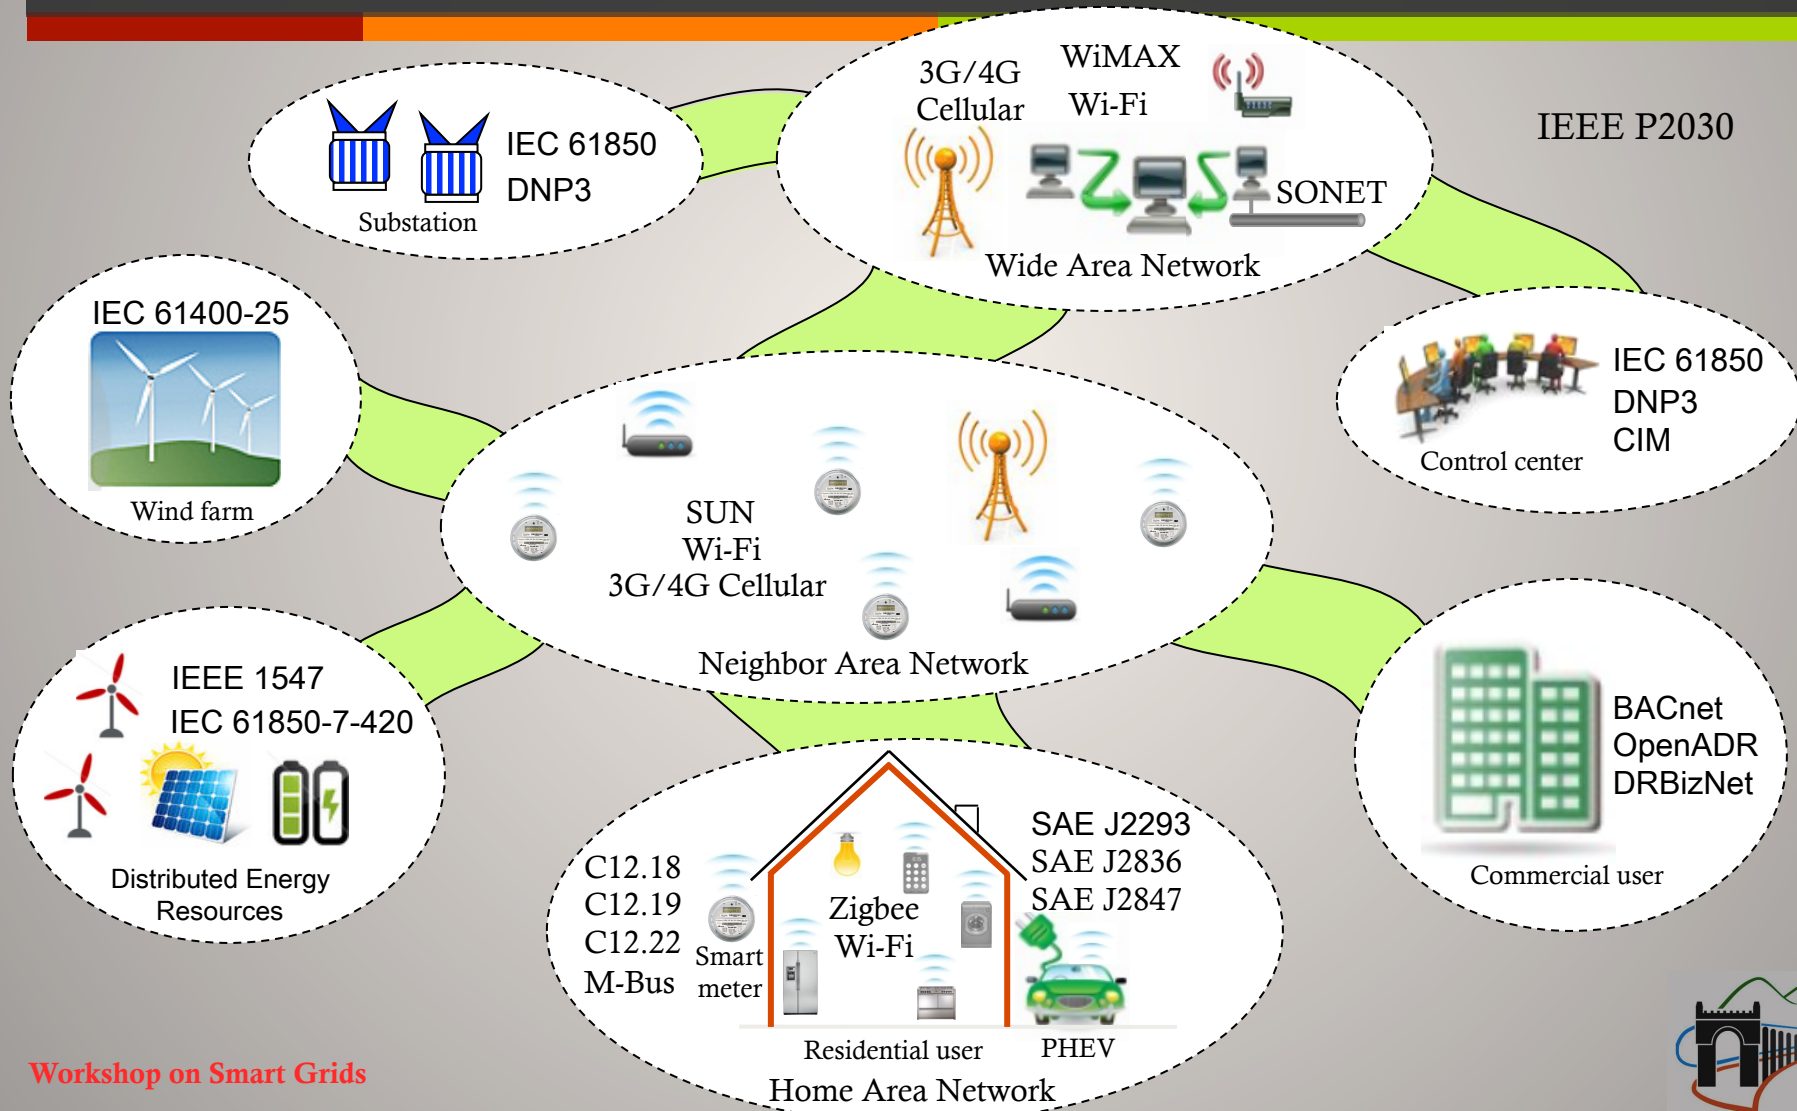 3G/4G
Cellular
WiMAX
Wi-Fi
SONET
Wide Area Network
IEEE P2030
IEC 61850
DNP3
Substation
IEC 61400-25
Wind farm
IEC 61850
DNP3
CIM
Control center
SUN
Wi-Fi
3G/4G Cellular
Neighbor Area Network
IEEE 1547
IEC 61850-7-420
Distributed Energy
Resources
BACnet
OpenADR
DRBizNet
Commercial user
C12.18
C12.19
C12.22
M-Bus
Smart
meter
Zigbee
Wi-Fi
SAE J2293
SAE J2836
SAE J2847
Residential user
PHEV
Home Area Network
Workshop on Smart Grids